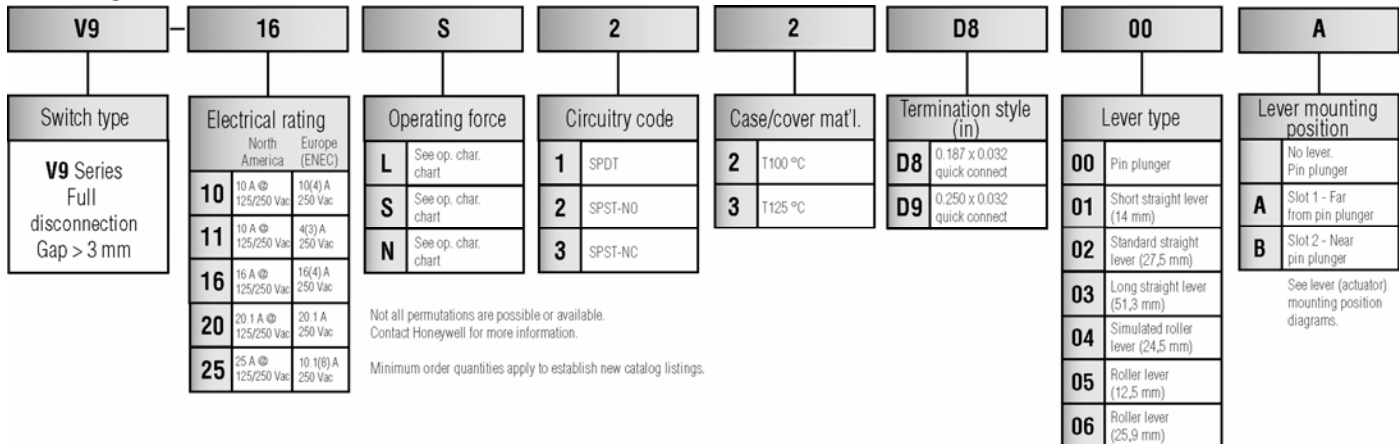 V9 – 16 S 2 2 D8 00 A
Switch type
V9 Series
Full
disconnection
Gap > 3 mm
Electrical rating
North America Europe (ENEC)
10 10 A @ 125/250 Vac 10(4) A 250 Vac
11 10 A @ 125/250 Vac 4(3) A 250 Vac
16 16 A @ 125/250 Vac 16(4) A 250 Vac
20 20.1 A @ 125/250 Vac 20.1 A 250 Vac
25 25 A @ 125/250 Vac 10.1(8) A 250 Vac
Operating force
L See op. char. chart
S See op. char. chart
N See op. char. chart
Circuitry code
1 SPDT
2 SPST-NO
3 SPST-NC
Case/cover mat'l.
2 T100 °C
3 T125 °C
Termination style
(in)
D8 0.187 x 0.032 quick connect
D9 0.250 x 0.032 quick connect
Lever type
00 Pin plunger
01 Short straight lever (14 mm)
02 Standard straight lever (27,5 mm)
03 Long straight lever (51,3 mm)
04 Simulated roller lever (24,5 mm)
05 Roller lever (12,5 mm)
06 Roller lever (25,9 mm)
Lever mounting
position
No lever. Pin plunger
A Slot 1 - Far from pin plunger
B Slot 2 - Near pin plunger
See lever (actuator)
mounting position
diagrams.
Not all permutations are possible or available.
Contact Honeywell for more information.
Minimum order quantities apply to establish new catalog listings.